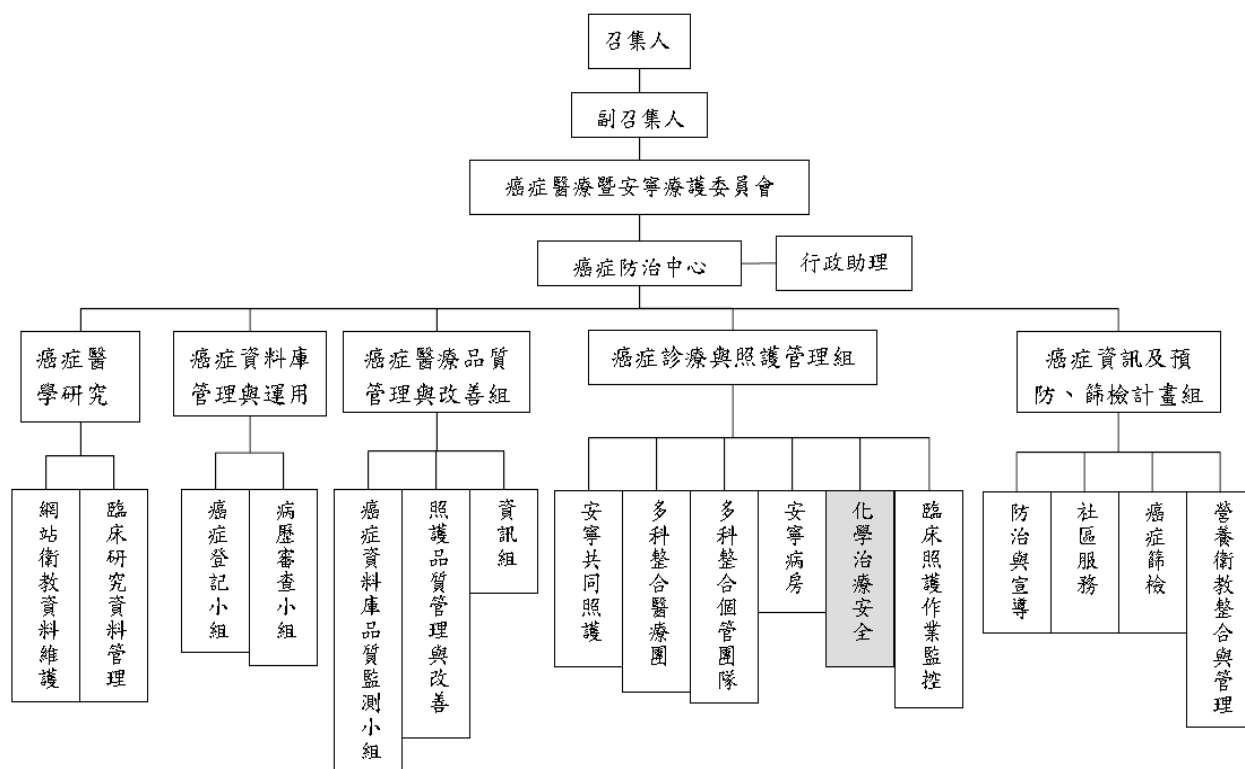 召集人
副召集人
癌症醫療暨安寧療護委員會
癌症防治中心
行政助理
癌症醫
學研究
癌症資料庫
管理與運用
癌症醫療品質
管理與改善組
癌症診療與照護管理組
癌症資訊及預
防、篩檢計畫組
網站衛教資料維護
臨床研究資料管理
癌症登記小組
病歷審查小組
癌症資料庫品質監測小組
照護品質管理與改善
資訊組
安寧共同照護
多科整合醫療團
多科整合個管團隊
安寧病房
化學治療安全
臨床照護作業監控
防治與宣導
社區服務
癌症篩檢
營養衛教整合與管理